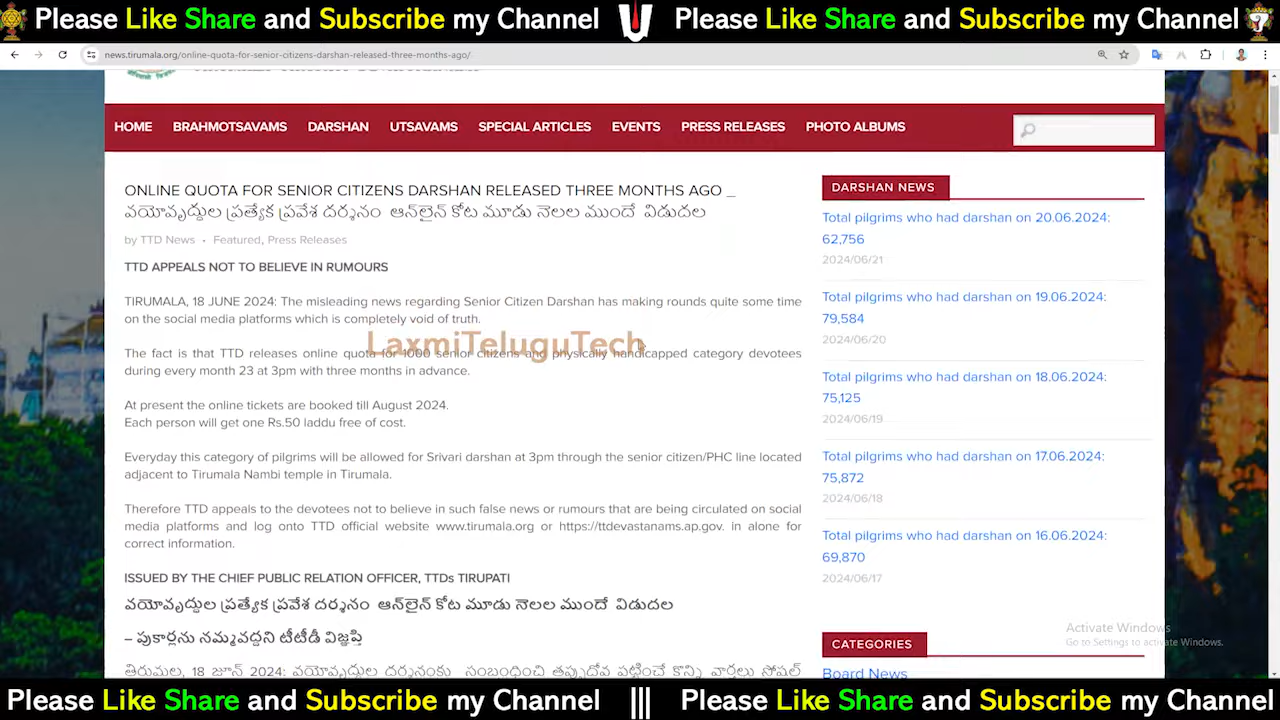 Please Like Share and Subscribe my Channel Please Like Share and Subscribe my Channel
news.tirumala.org/online-quota-for-senior-citizens-darshan-released-three-months-ago/
HOME BRAHMOTSAVAMS DARSHAN UTSAVAMS SPECIAL ARTICLES EVENTS PRESS RELEASES PHOTO ALBUMS
ONLINE QUOTA FOR SENIOR CITIZENS DARSHAN RELEASED THREE MONTHS AGO _
వయోవృద్ధుల ప్రత్యేక ప్రవేశ దర్శనం ఆన్‌లైన్ కోట మూడు నెలల ముందే విడుదల
by TTD News • Featured, Press Releases
TTD APPEALS NOT TO BELIEVE IN RUMOURS
TIRUMALA, 18 JUNE 2024: The misleading news regarding Senior Citizen Darshan has making rounds quite some time
on the social media platforms which is completely void of truth.
LaxmiTeluguTech
The fact is that TTD releases online quota for 1000 senior citizens and physically handicapped category devotees
during every month 23 at 3pm with three months in advance.
At present the online tickets are booked till August 2024.
Each person will get one Rs.50 laddu free of cost.
Everyday this category of pilgrims will be allowed for Srivari darshan at 3pm through the senior citizen/PHC line located
adjacent to Tirumala Nambi temple in Tirumala.
Therefore TTD appeals to the devotees not to believe in such false news or rumours that are being circulated on social
media platforms and log onto TTD official website www.tirumala.org or https://ttdevastanams.ap.gov. in alone for
correct information.
ISSUED BY THE CHIEF PUBLIC RELATION OFFICER, TTDs TIRUPATI
వయోవృద్ధుల ప్రత్యేక ప్రవేశ దర్శనం ఆన్‌లైన్ కోట మూడు నెలల ముందే విడుదల
– పుకార్లను నమ్మవద్దని టీటీడీ విజ్ఞప్తి
తిరుమల, 18 జూన్ 2024: వయోవృద్ధుల దర్శనంకు సంబంధించి తప్పుదోవ పట్టించే కొన్ని వార్తలు సోషల్
DARSHAN NEWS
Total pilgrims who had darshan on 20.06.2024:
62,756
2024/06/21
Total pilgrims who had darshan on 19.06.2024:
79,584
2024/06/20
Total pilgrims who had darshan on 18.06.2024:
75,125
2024/06/19
Total pilgrims who had darshan on 17.06.2024:
75,872
2024/06/18
Total pilgrims who had darshan on 16.06.2024:
69,870
2024/06/17
CATEGORIES
Board News
Activate Windows
Go to Settings to activate Windows.
Please Like Share and Subscribe my Channel ||| Please Like Share and Subscribe my Channel